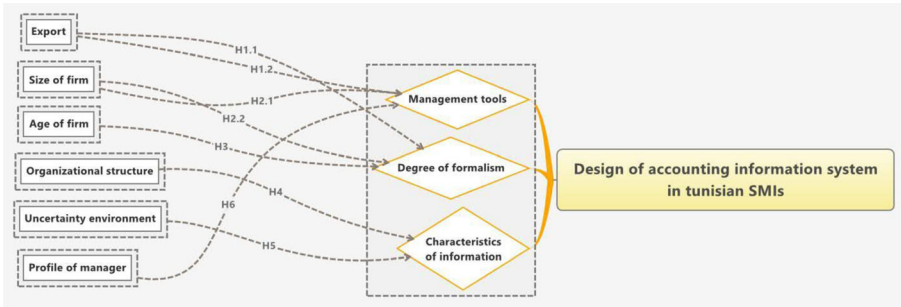 Export
Size of firm
Age of firm
Organizational structure
Uncertainty environment
Profile of manager
H1.1
H1.2
H2.1
H2.2
H3
H4
H6
H5
Management tools
Degree of formalism
Characteristics
of information
Design of accounting information system
in tunisian SMIs